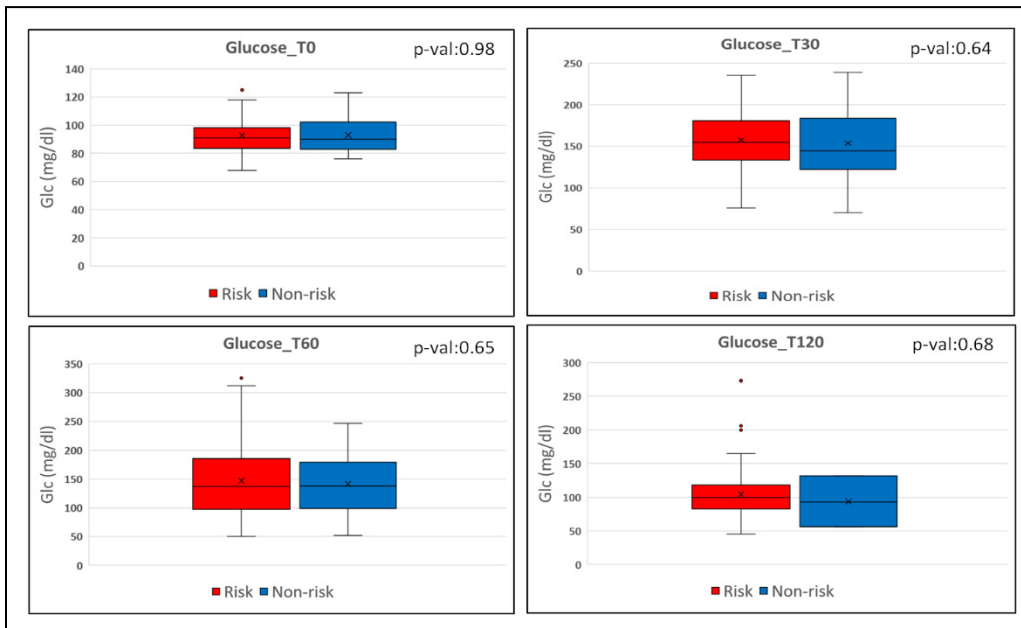 Glucose_T0
p-val:0.98
Glc (mg/dl)
140
120
100
80
60
40
20
0
Risk Non-risk
Glucose_T30
p-val:0.64
Glc (mg/dl)
250
200
150
100
50
0
Risk Non-risk
Glucose_T60
p-val:0.65
Glc (mg/dl)
350
300
250
200
150
100
50
0
Risk Non-risk
Glucose_T120
p-val:0.68
Glc (mg/dl)
300
250
200
150
100
50
0
Risk Non-risk